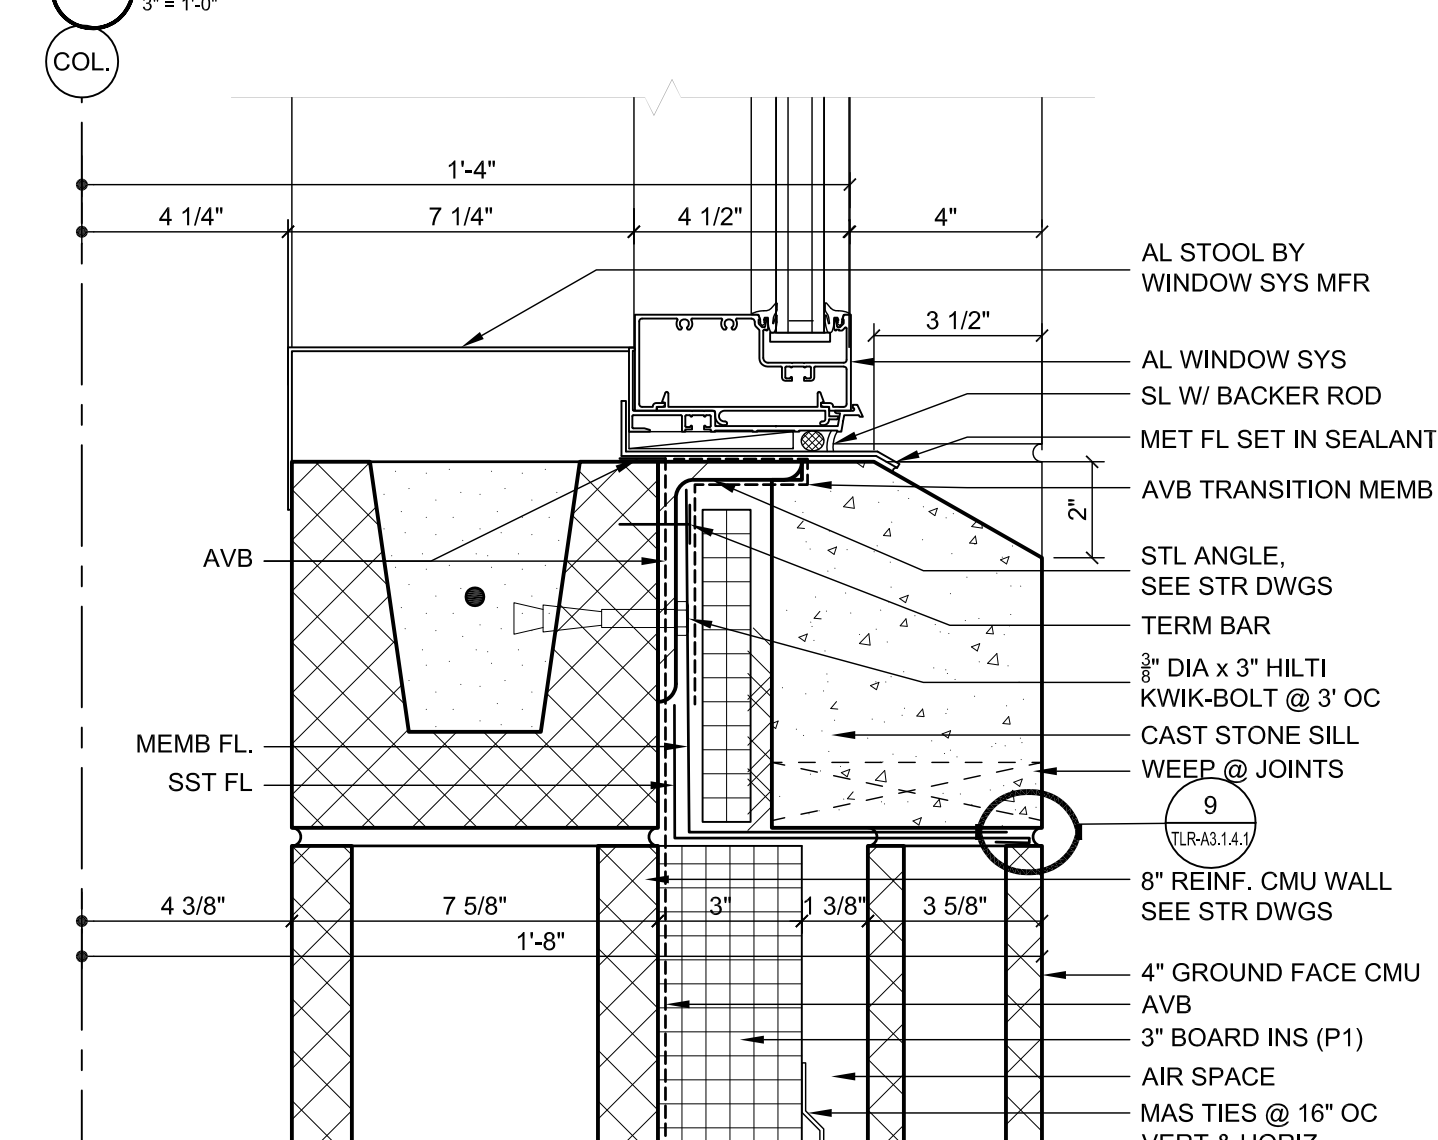 3" = 1'-0"
COL.
1'-4"
4 1/4"
7 1/4"
4 1/2"
4"
AL STOOL BY
WINDOW SYS MFR
3 1/2"
AL WINDOW SYS
SL W/ BACKER ROD
MET FL SET IN SEALANT
AVB TRANSITION MEMB
2"
AVB
STL ANGLE,
SEE STR DWGS
TERM BAR
3/8" DIA x 3" HILTI
KWIK-BOLT @ 3' OC
CAST STONE SILL
MEMB FL.
WEEP @ JOINTS
SST FL
9
TLR-A3.1.4.1
8" REINF. CMU WALL
SEE STR DWGS
4 3/8"
7 5/8"
3"
1 3/8"
3 5/8"
1'-8"
4" GROUND FACE CMU
AVB
3" BOARD INS (P1)
AIR SPACE
MAS TIES @ 16" OC
VERT & HORIZ